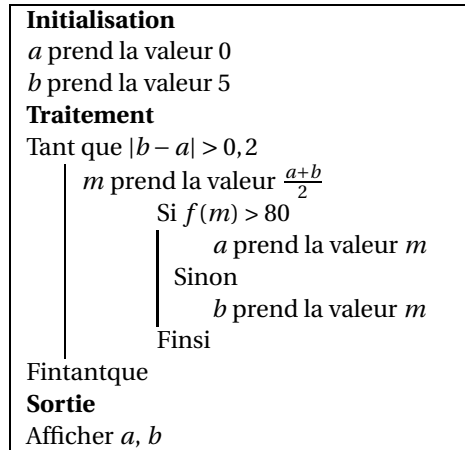 Initialisation
a prend la valeur 0
b prend la valeur 5
Traitement
Tant que |b − a| > 0,2
m prend la valeur \frac{a+b}{2}
Si f(m) > 80
a prend la valeur m
Sinon
b prend la valeur m
Finsi
Fintantque
Sortie
Afficher a, b